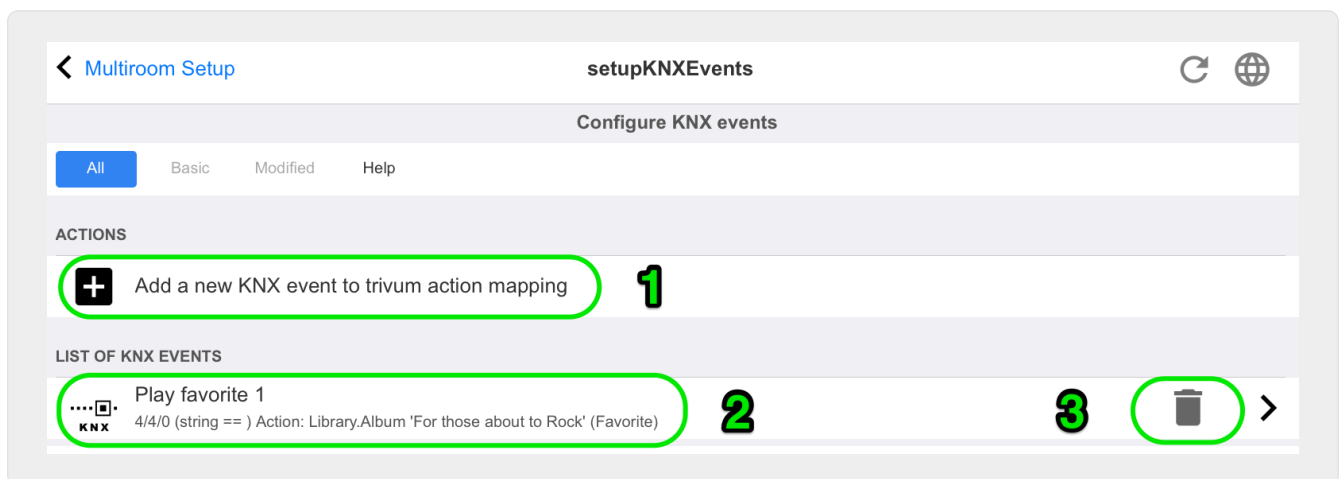 Multiroom Setup setupKNXEvents
Configure KNX events
All Basic Modified Help
ACTIONS
Add a new KNX event to trivum action mapping 1
LIST OF KNX EVENTS
Play favorite 1
KNX 4/4/0 (string == ) Action: Library.Album 'For those about to Rock' (Favorite) 2 3